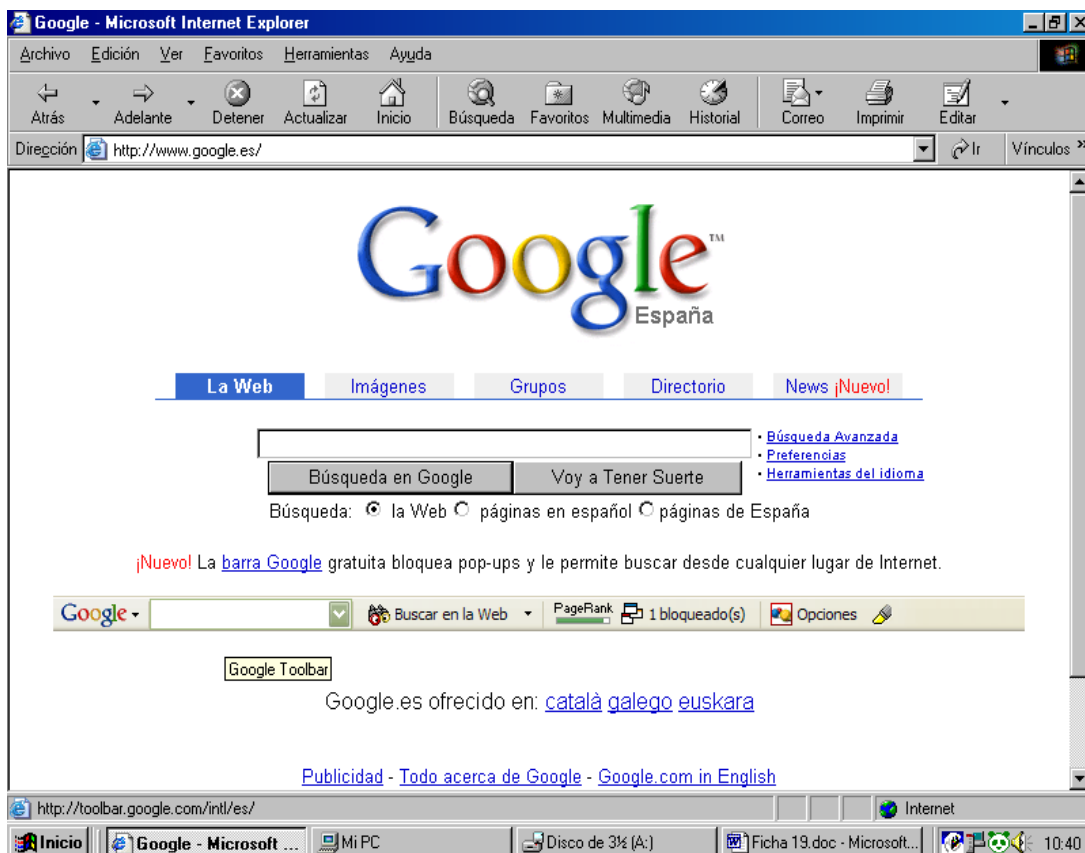 Google - Microsoft Internet Explorer
Archivo Edición Ver Favoritos Herramientas Ayuda
Atrás Adelante Detener Actualizar Inicio Búsqueda Favoritos Multimedia Historial Correo Imprimir Editar
Dirección http://www.google.es/ Ir Vínculos »
Google™
España
La Web Imágenes Grupos Directorio News ¡Nuevo!
· Búsqueda Avanzada
· Preferencias
Búsqueda en Google Voy a Tener Suerte · Herramientas del idioma
Búsqueda: la Web páginas en español páginas de España
¡Nuevo! La barra Google gratuita bloquea pop-ups y le permite buscar desde cualquier lugar de Internet.
Google Buscar en la Web PageRank 1 bloqueado(s) Opciones
Google Toolbar
Google.es ofrecido en: català galego euskara
Publicidad - Todo acerca de Google - Google.com in English
http://toolbar.google.com/intl/es/ Internet
Inicio Google - Microsoft ... Mi PC Disco de 3½ (A:) Ficha 19.doc - Microsoft... 10:40